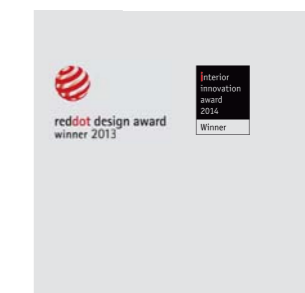 reddot design award
winner 2013
interior
innovation
award
2014
Winner